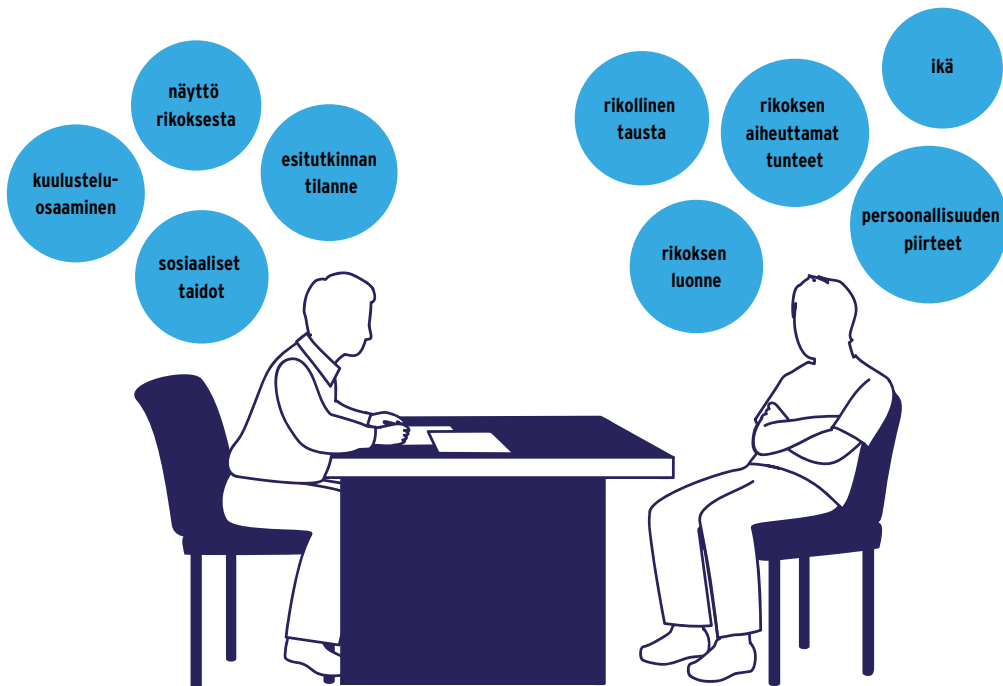 näyttö
rikoksesta
kuulustelu-
osaaminen
esitutkinnan
tilanne
sosiaaliset
taidot
rikollinen
tausta
rikoksen
aiheuttamat
tunteet
ikä
rikoksen
luonne
persoonallisuuden
piirteet